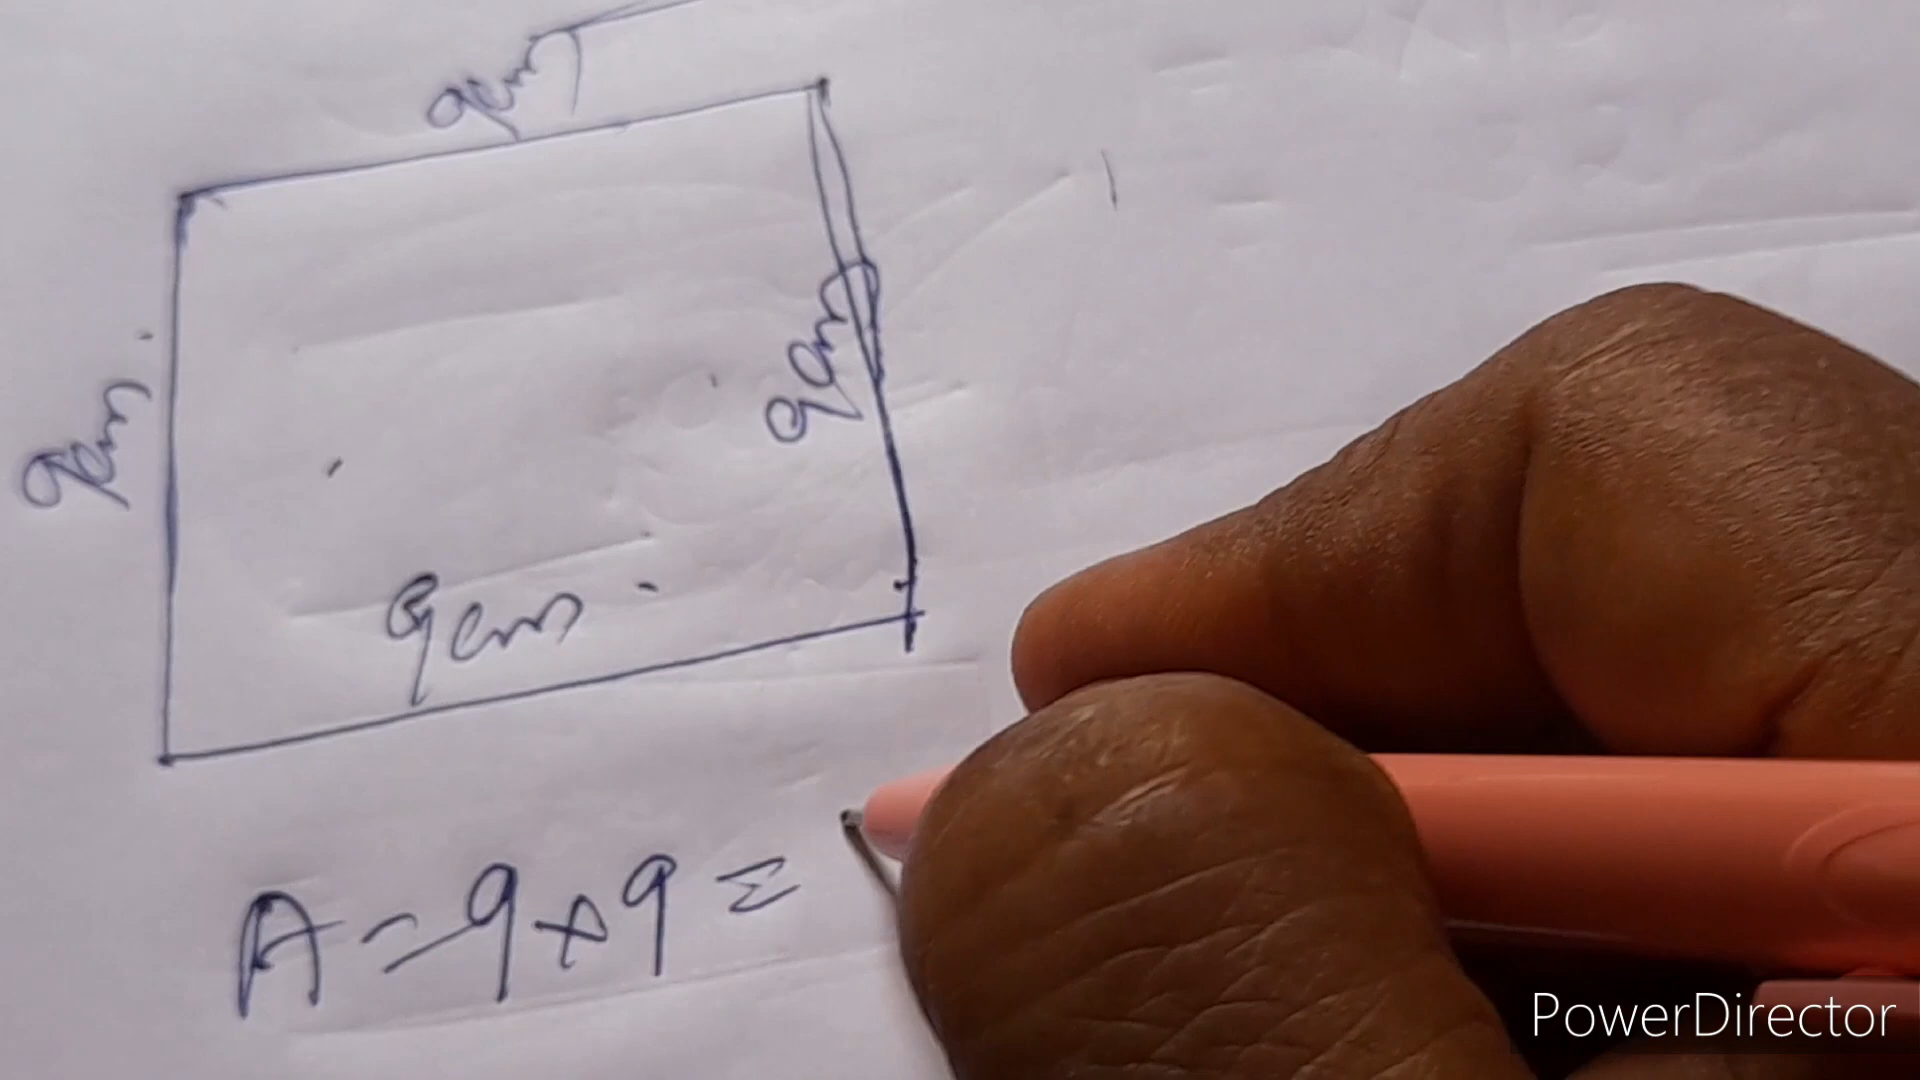 9cm
9cm
9cm
9cm
A = 9 × 9 =
PowerDirector